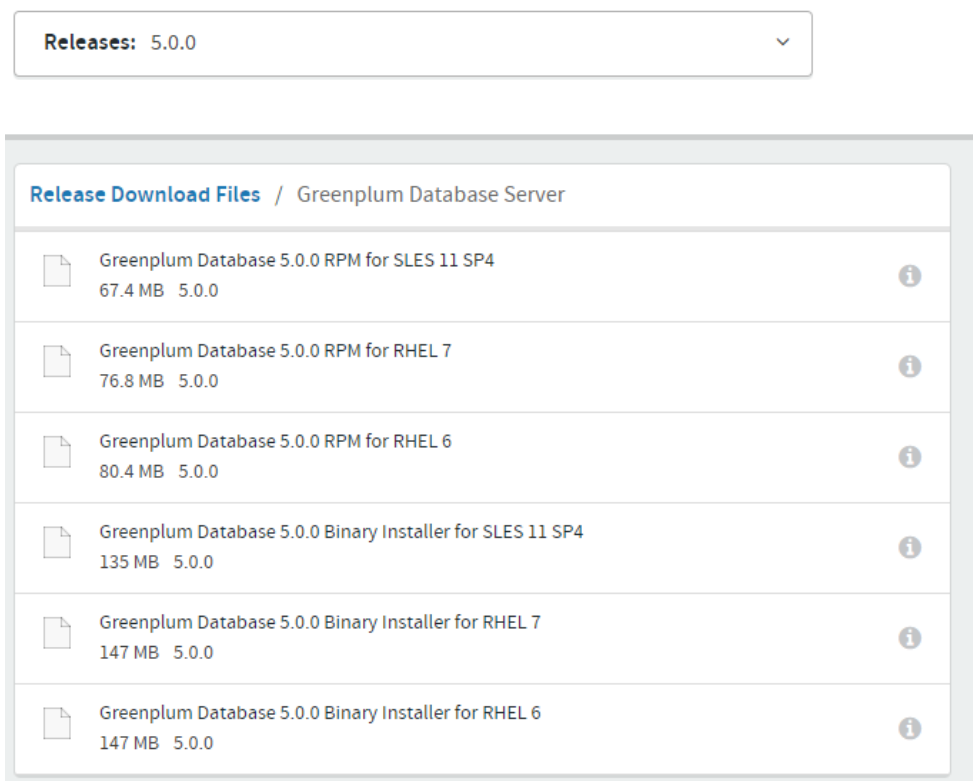 Releases: 5.0.0
Release Download Files / Greenplum Database Server
Greenplum Database 5.0.0 RPM for SLES 11 SP4
67.4 MB 5.0.0
Greenplum Database 5.0.0 RPM for RHEL 7
76.8 MB 5.0.0
Greenplum Database 5.0.0 RPM for RHEL 6
80.4 MB 5.0.0
Greenplum Database 5.0.0 Binary Installer for SLES 11 SP4
135 MB 5.0.0
Greenplum Database 5.0.0 Binary Installer for RHEL 7
147 MB 5.0.0
Greenplum Database 5.0.0 Binary Installer for RHEL 6
147 MB 5.0.0